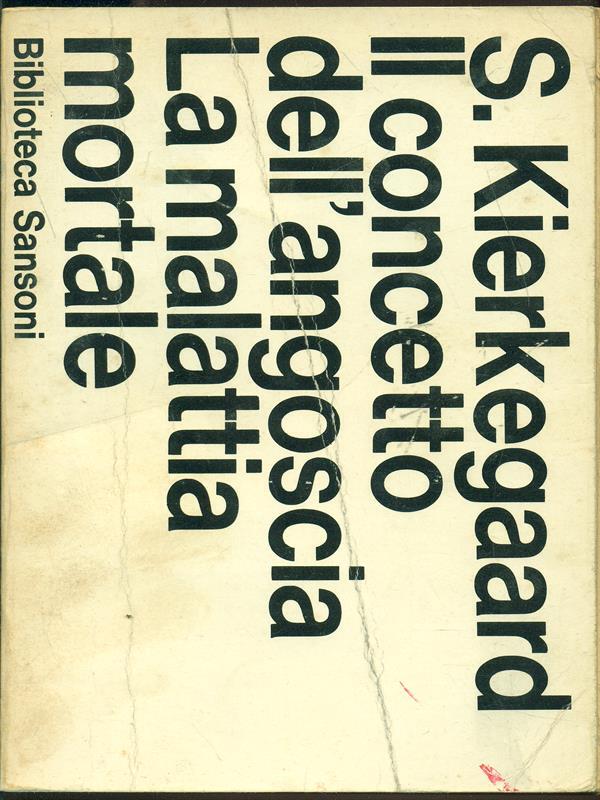 S. Kierkegaard
Il concetto
dell'angoscia
La malattia
mortale
Biblioteca Sansoni